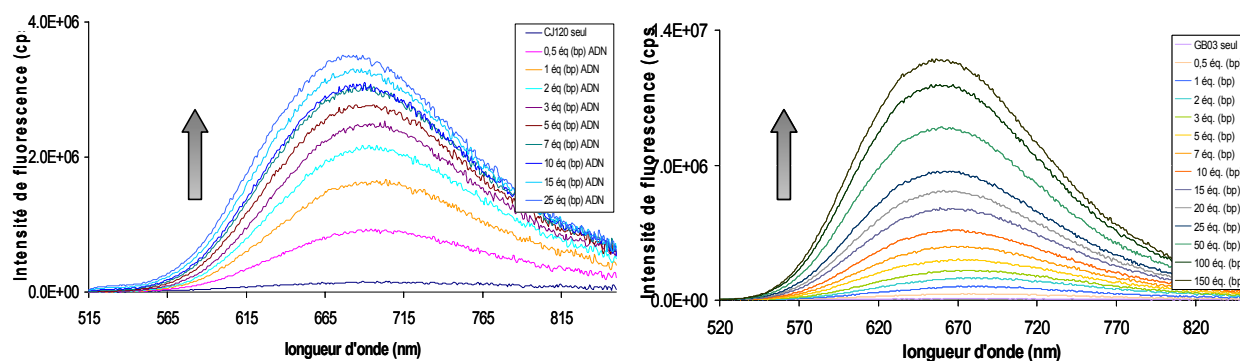 Intensité de fluorescence (cps
4.0E+06
2.0E+06
0.0E+00
515 565 615 665 715 765 815
longueur d'onde (nm)
CJ120 seul
0,5 éq (bp) ADN
1 éq (bp) ADN
2 éq (bp) ADN
3 éq (bp) ADN
5 éq (bp) ADN
7 éq (bp) ADN
10 éq (bp) ADN
15 éq (bp) ADN
25 éq (bp) ADN
Intensité de fluorescence (cps
1.4E+07
7.0E+06
0.0E+00
520 570 620 670 720 770 820
longueur d'onde (nm)
GB03 seul
0,5 éq. (bp)
1 éq. (bp)
2 éq. (bp)
3 éq. (bp)
5 éq. (bp)
7 éq. (bp)
10 éq. (bp)
15 éq. (bp)
20 éq. (bp)
25 éq. (bp)
50 éq. (bp)
100 éq. (bp)
150 éq. (bp)